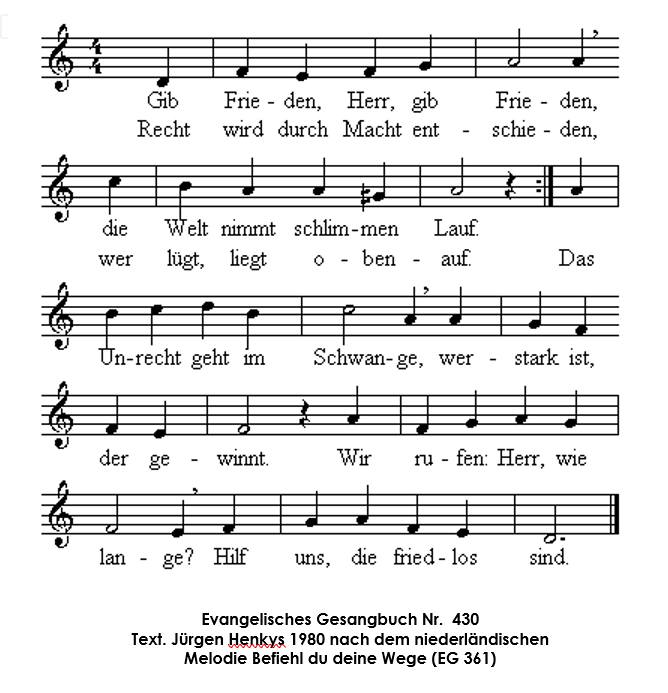 Gib Frie - den, Herr, gib Frie - den,
Recht wird durch Macht ent - schie - den,
die Welt nimmt schlim-men Lauf.
wer lügt, liegt o - ben - auf. Das
Un-recht geht im Schwan-ge, wer - stark ist,
der ge - winnt. Wir ru - fen: Herr, wie
lan - ge? Hilf uns, die fried-los sind.
Evangelisches Gesangbuch Nr. 430
Text. Jürgen Henkys 1980 nach dem niederländischen
Melodie Befiehl du deine Wege (EG 361)